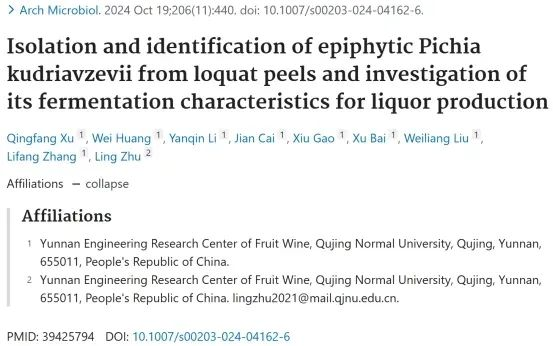 > Arch Microbiol. 2024 Oct 19;206(11):440. doi: 10.1007/s00203-024-04162-6.
Isolation and identification of epiphytic Pichia
kudriavzevii from loquat peels and investigation of
its fermentation characteristics for liquor production
Qingfang Xu 1, Wei Huang 1, Yanqin Li 1, Jian Cai 1, Xiu Gao 1, Xu Bai 1, Weiliang Liu 1,
Lifang Zhang 1, Ling Zhu 2
Affiliations — collapse
Affiliations
1 Yunnan Engineering Research Center of Fruit Wine, Qujing Normal University, Qujing, Yunnan,
655011, People's Republic of China.
2 Yunnan Engineering Research Center of Fruit Wine, Qujing Normal University, Qujing, Yunnan,
655011, People's Republic of China. lingzhu2021@mail.qjnu.edu.cn.
PMID: 39425794 DOI: 10.1007/s00203-024-04162-6